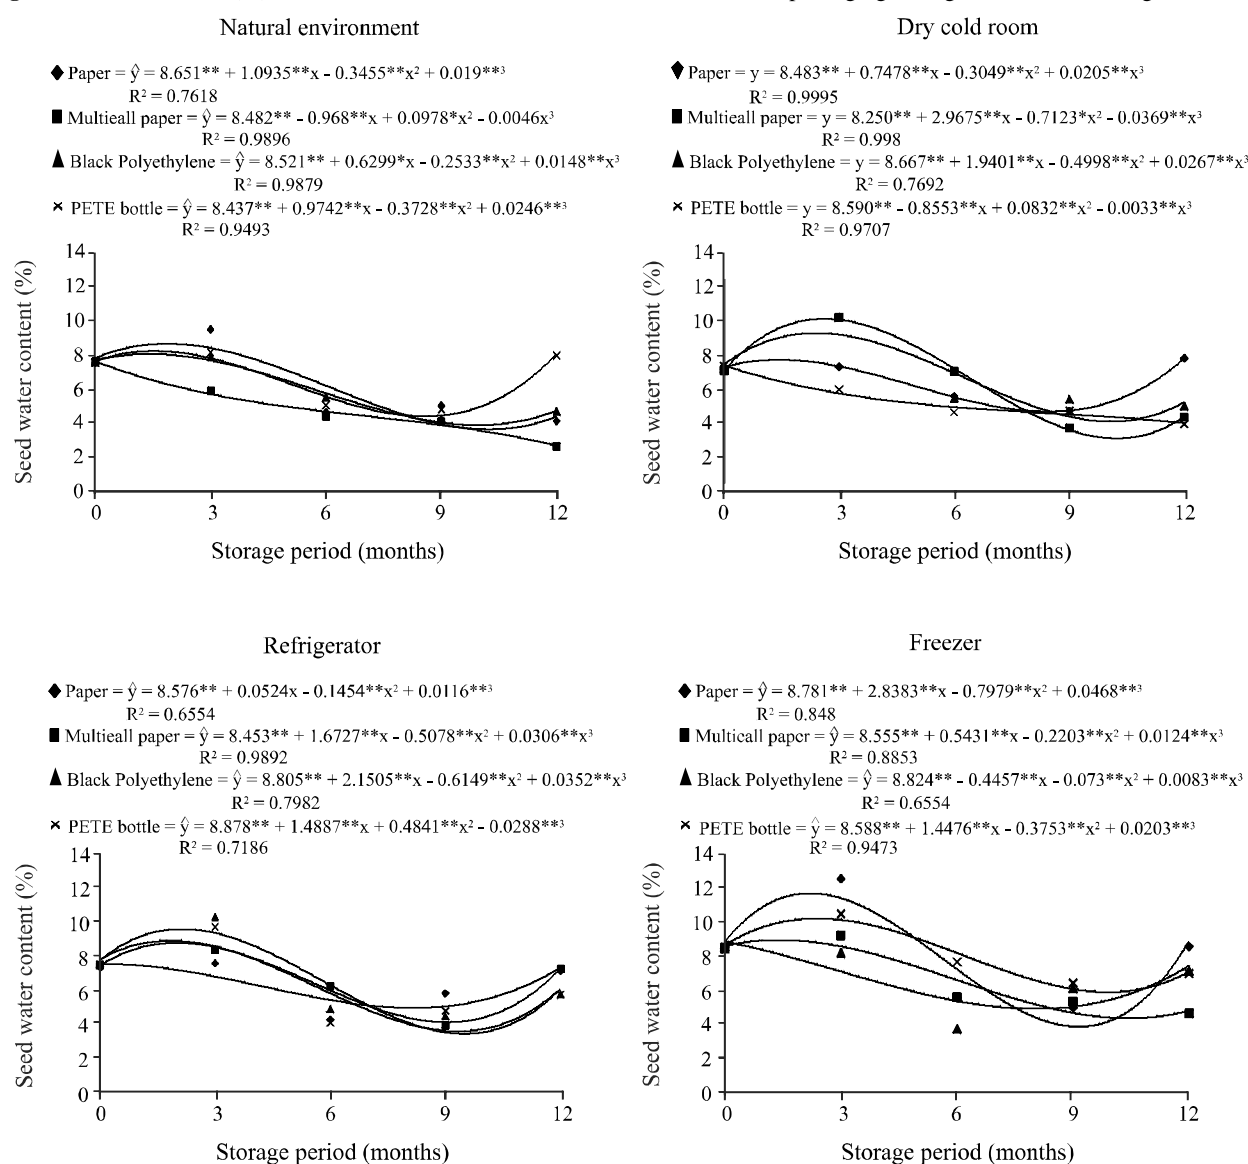 Natural environment
◆ Paper = ŷ = 8.651** + 1.0935**x - 0.3455**x² + 0.019**³
R² = 0.7618
■ Multieall paper = ŷ = 8.482** - 0.968**x + 0.0978*x² - 0.0046x³
R² = 0.9896
▲ Black Polyethylene = ŷ = 8.521** + 0.6299*x - 0.2533**x² + 0.0148**x³
R² = 0.9879
× PETE bottle = ŷ = 8.437** + 0.9742**x - 0.3728**x² + 0.0246**³
R² = 0.9493
Seed water content (%)
14
12
10
8
6
4
2
0
0 3 6 9 12
Storage period (months)
Dry cold room
◆ Paper = y = 8.483** + 0.7478**x - 0.3049**x² + 0.0205**x³
R² = 0.9995
■ Multieall paper = y = 8.250** + 2.9675**x - 0.7123*x² - 0.0369**x³
R² = 0.998
▲ Black Polyethylene = y = 8.667** + 1.9401**x - 0.4998**x² + 0.0267**x³
R² = 0.7692
× PETE bottle = y = 8.590** - 0.8553**x + 0.0832**x² - 0.0033**x³
R² = 0.9707
Seed water content (%)
14
12
10
8
6
4
2
0
0 3 6 9 12
Storage period (months)
Refrigerator
◆ Paper = ŷ = 8.576** + 0.0524x - 0.1454**x² + 0.0116**³
R² = 0.6554
■ Multieall paper = ŷ = 8.453** + 1.6727**x - 0.5078**x² + 0.0306**x³
R² = 0.9892
▲ Black Polyethylene = ŷ = 8.805** + 2.1505**x - 0.6149**x² + 0.0352**x³
R² = 0.7982
× PETE bottle = ŷ = 8.878** + 1.4887**x + 0.4841**x² - 0.0288**³
R² = 0.7186
Seed water content (%)
14
12
10
8
6
4
2
0
0 3 6 9 12
Storage period (months)
Freezer
◆ Paper = ŷ = 8.781** + 2.8383**x - 0.7979**x² + 0.0468**³
R² = 0.848
■ Multicall paper = ŷ = 8.555** + 0.5431**x - 0.2203**x² + 0.0124**x³
R² = 0.8853
▲ Black Polyethylene = ŷ = 8.824** - 0.4457**x - 0.073**x² + 0.0083**x³
R² = 0.6554
× PETE bottle = ŷ = 8.588** + 1.4476**x - 0.3753**x² + 0.0203**³
R² = 0.9473
Seed water content (%)
14
12
10
8
6
4
2
0
0 3 6 9 12
Storage period (months)